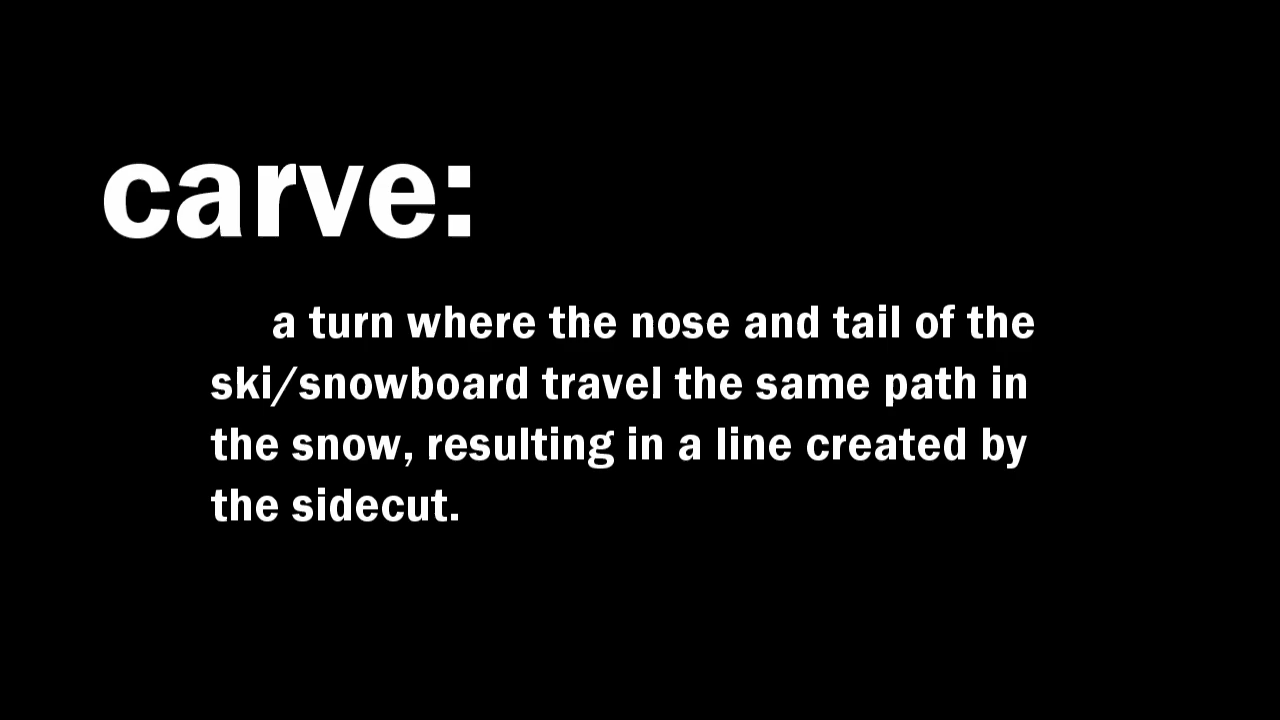 carve:
a turn where the nose and tail of the
ski/snowboard travel the same path in
the snow, resulting in a line created by
the sidecut.